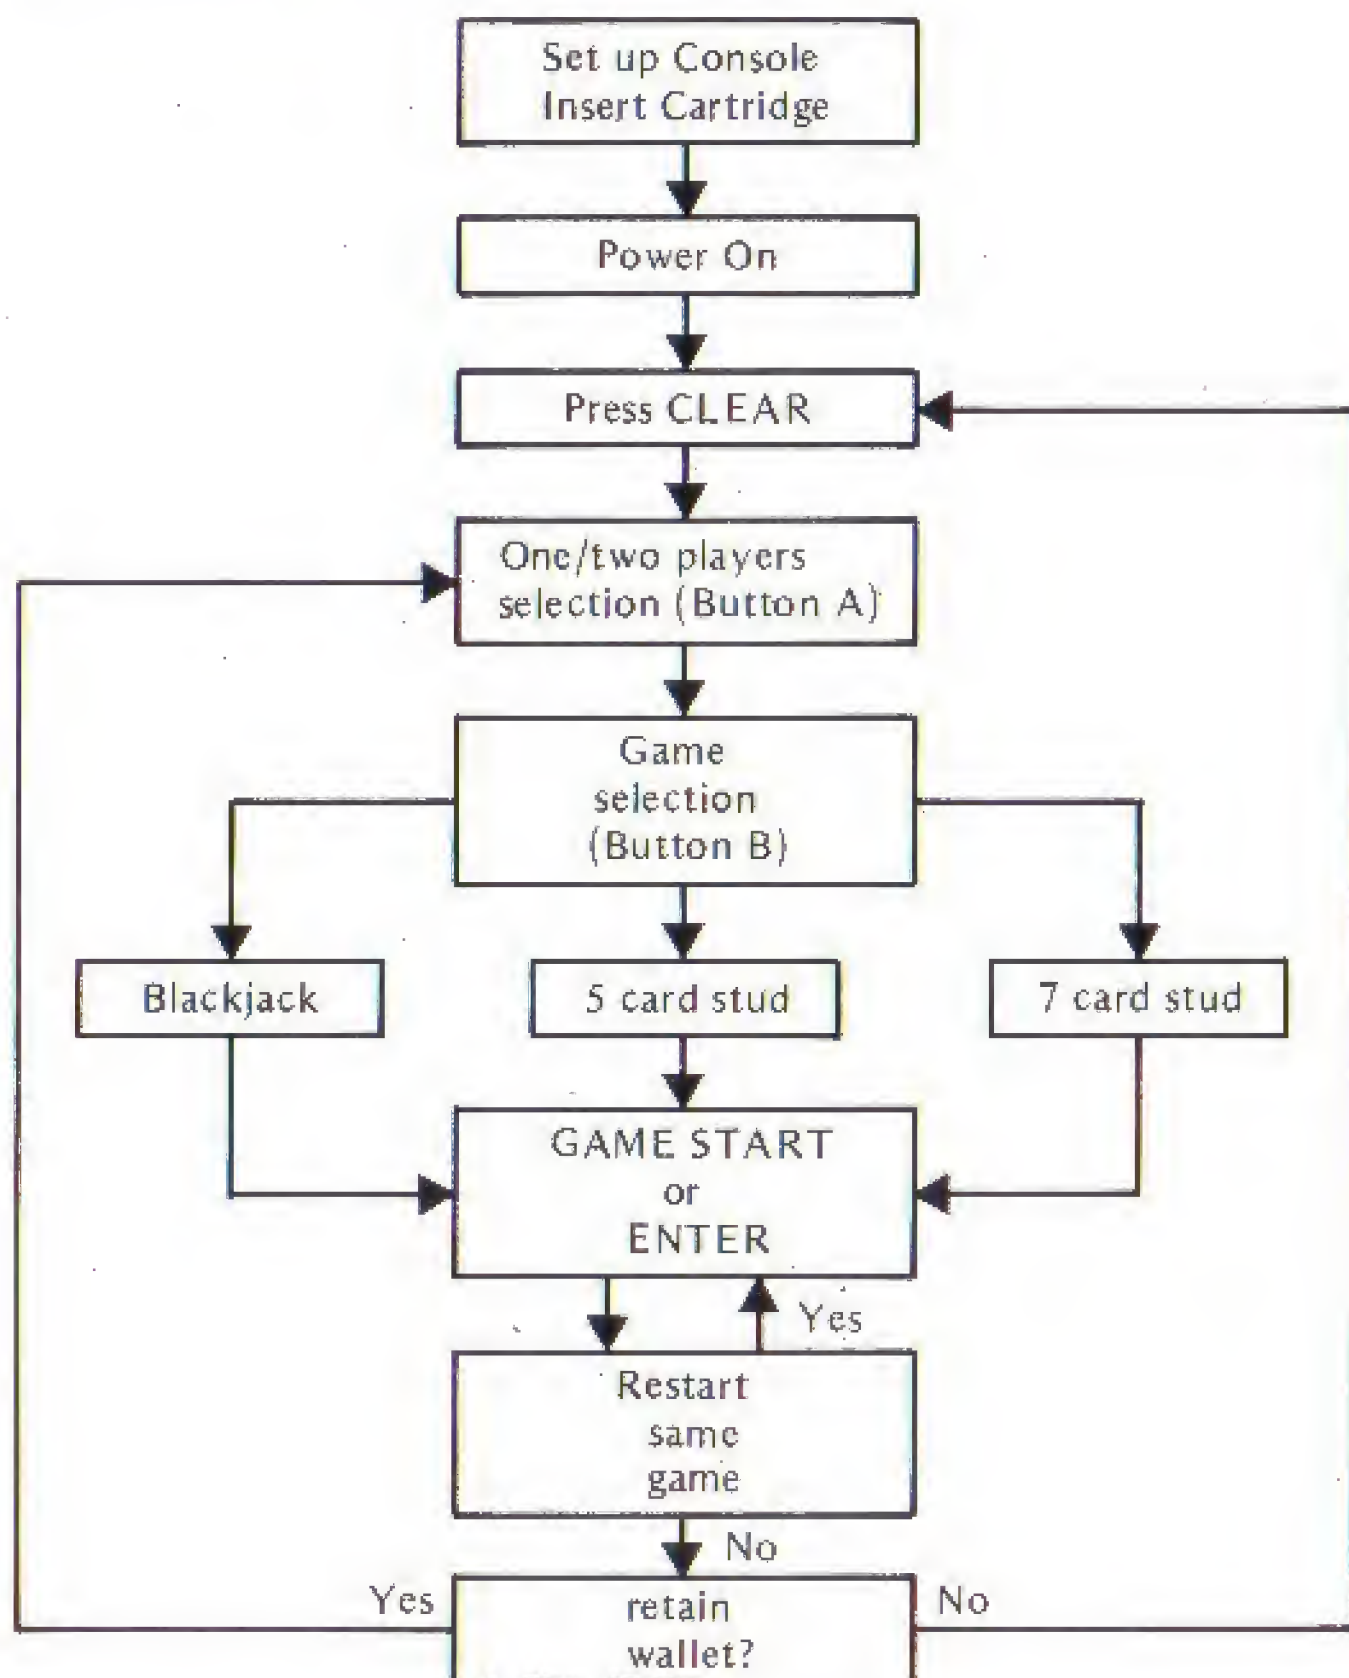 Set up Console
Insert Cartridge
Power On
Press CLEAR
One/two players
selection (Button A)
Game
selection
(Button B)
Blackjack
5 card stud
7 card stud
GAME START
or
ENTER
Yes
Restart
same
game
No
Yes
retain
wallet?
No